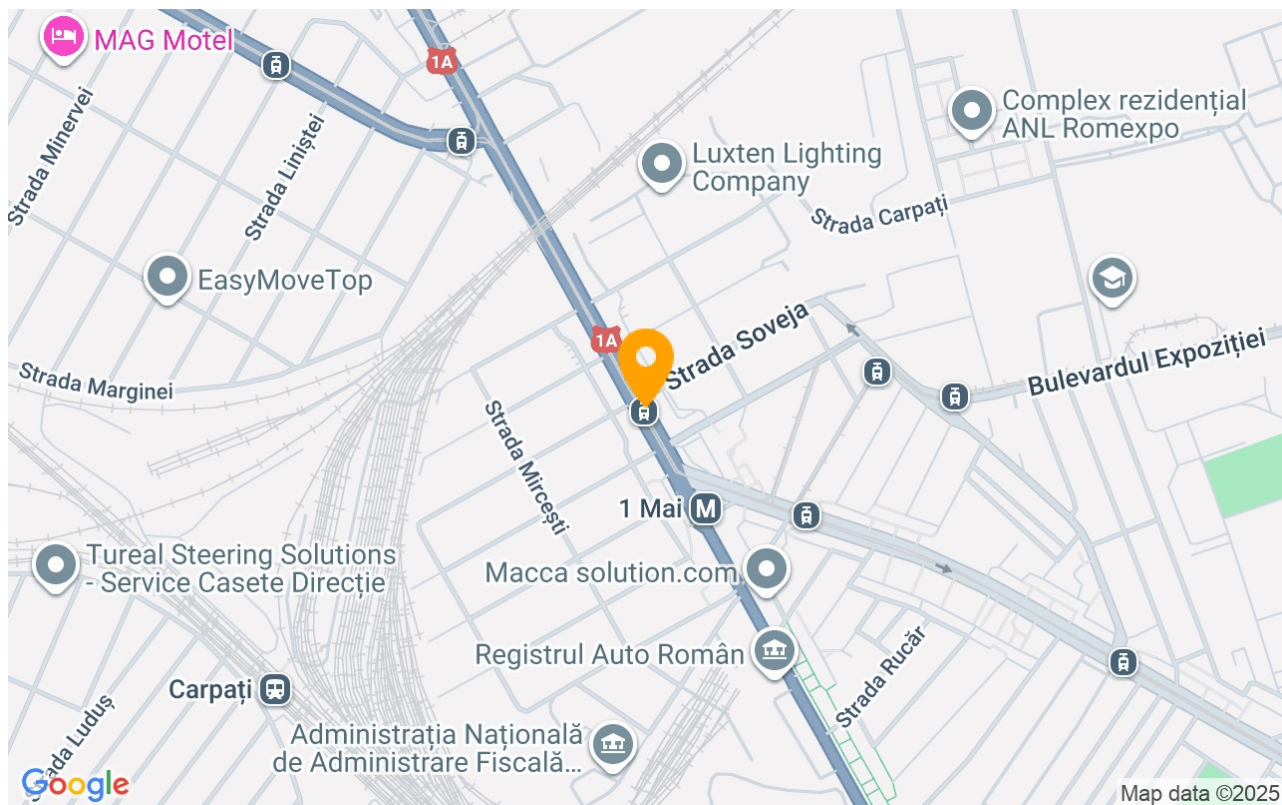 MAG Motel
1A
Complex rezidențial
ANL Romexpo
Strada Minervei
Strada Liniștei
Luxten Lighting
Company
Strada Carpați
EasyMoveTop
Strada Soveja
1A
Bulevardul Expoziției
Strada Marginei
Strada Mircești
1 Mai
M
Tureal Steering Solutions
- Service Casete Direcție
Macca solution.com
Registrul Auto Român
Strada Rucăr
Carpați
Strada Luduș
Administrația Națională
de Administrare Fiscală...
Google
Map data ©2025